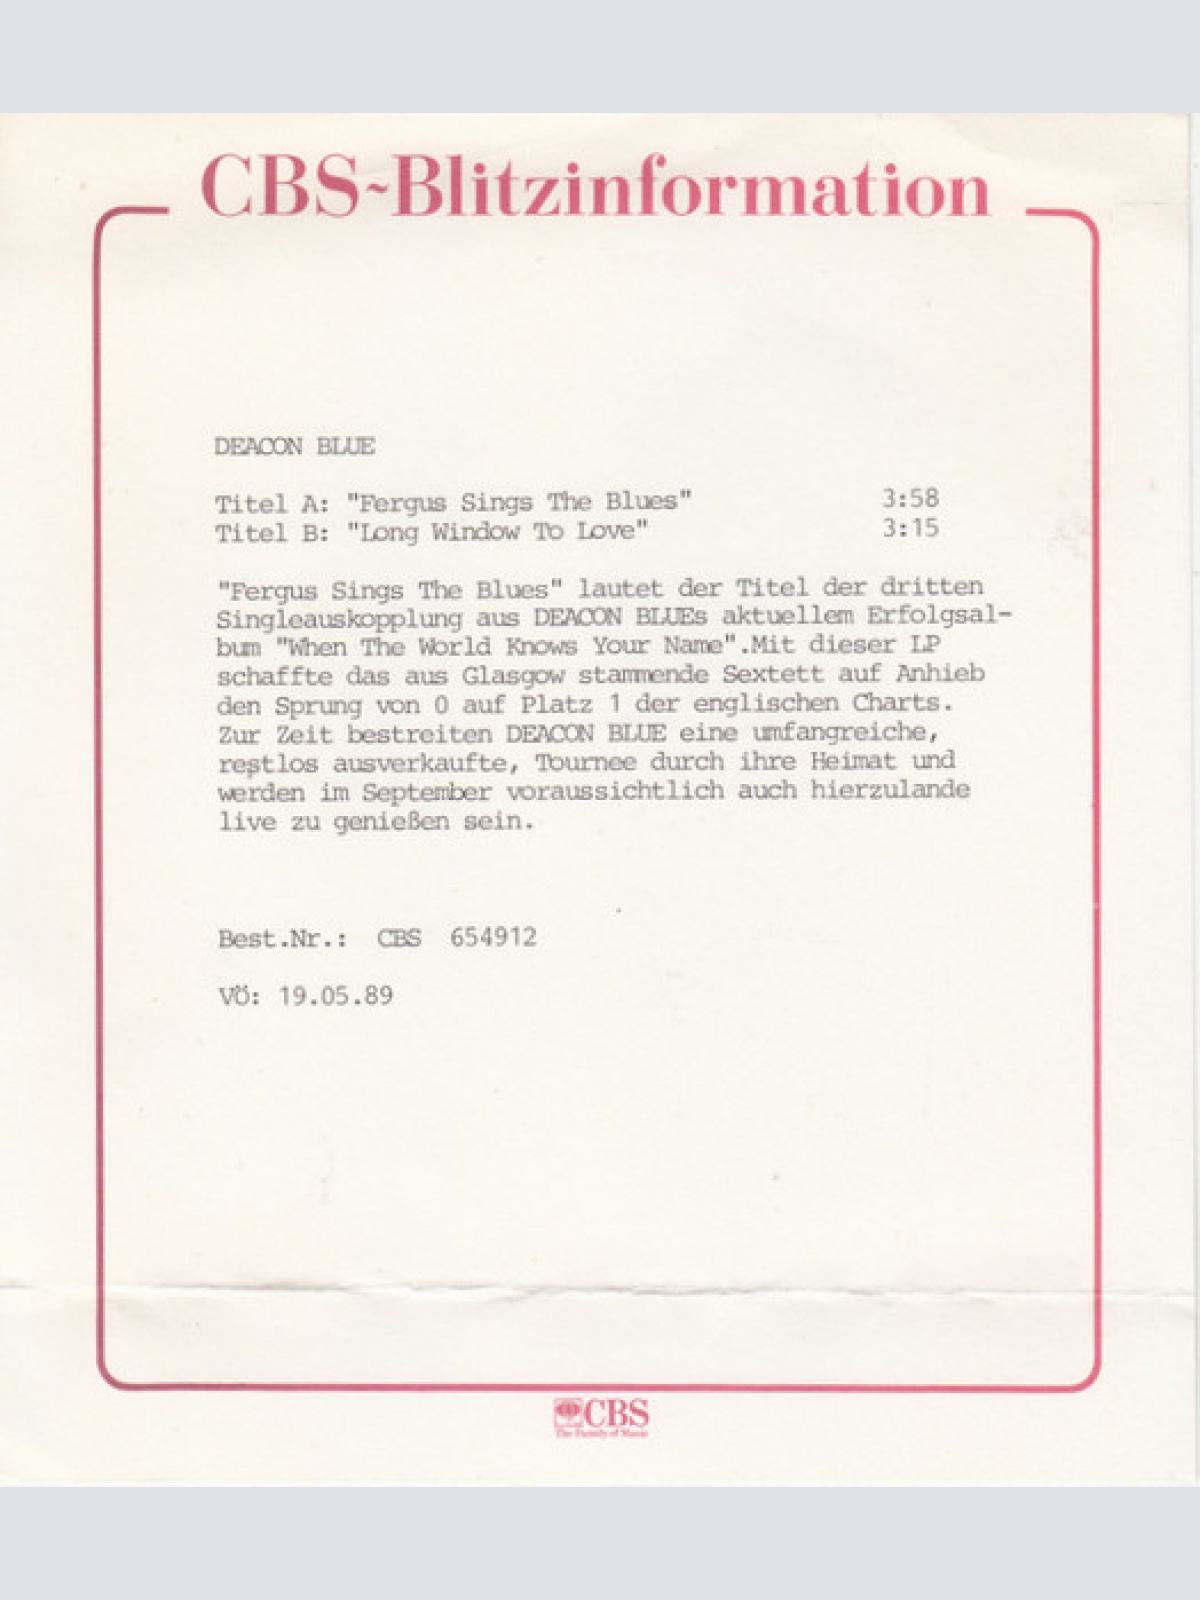 CBS-Blitzinformation
DEACON BLUE
Titel A: "Fergus Sings The Blues" 3:58
Titel B: "Long Window To Love" 3:15
"Fergus Sings The Blues" lautet der Titel der dritten
Singleauskopplung aus DEACON BLUEs aktuellem Erfolgsal-
bum "When The World Knows Your Name".Mit dieser LP
schaffte das aus Glasgow stammende Sextett auf Anhieb
den Sprung von 0 auf Platz 1 der englischen Charts.
Zur Zeit bestreiten DEACON BLUE eine umfangreiche,
restlos ausverkaufte, Tournee durch ihre Heimat und
werden im September voraussichtlich auch hierzulande
live zu genießen sein.
Best.Nr.: CBS 654912
VÖ: 19.05.89
CBS
The Family of Music